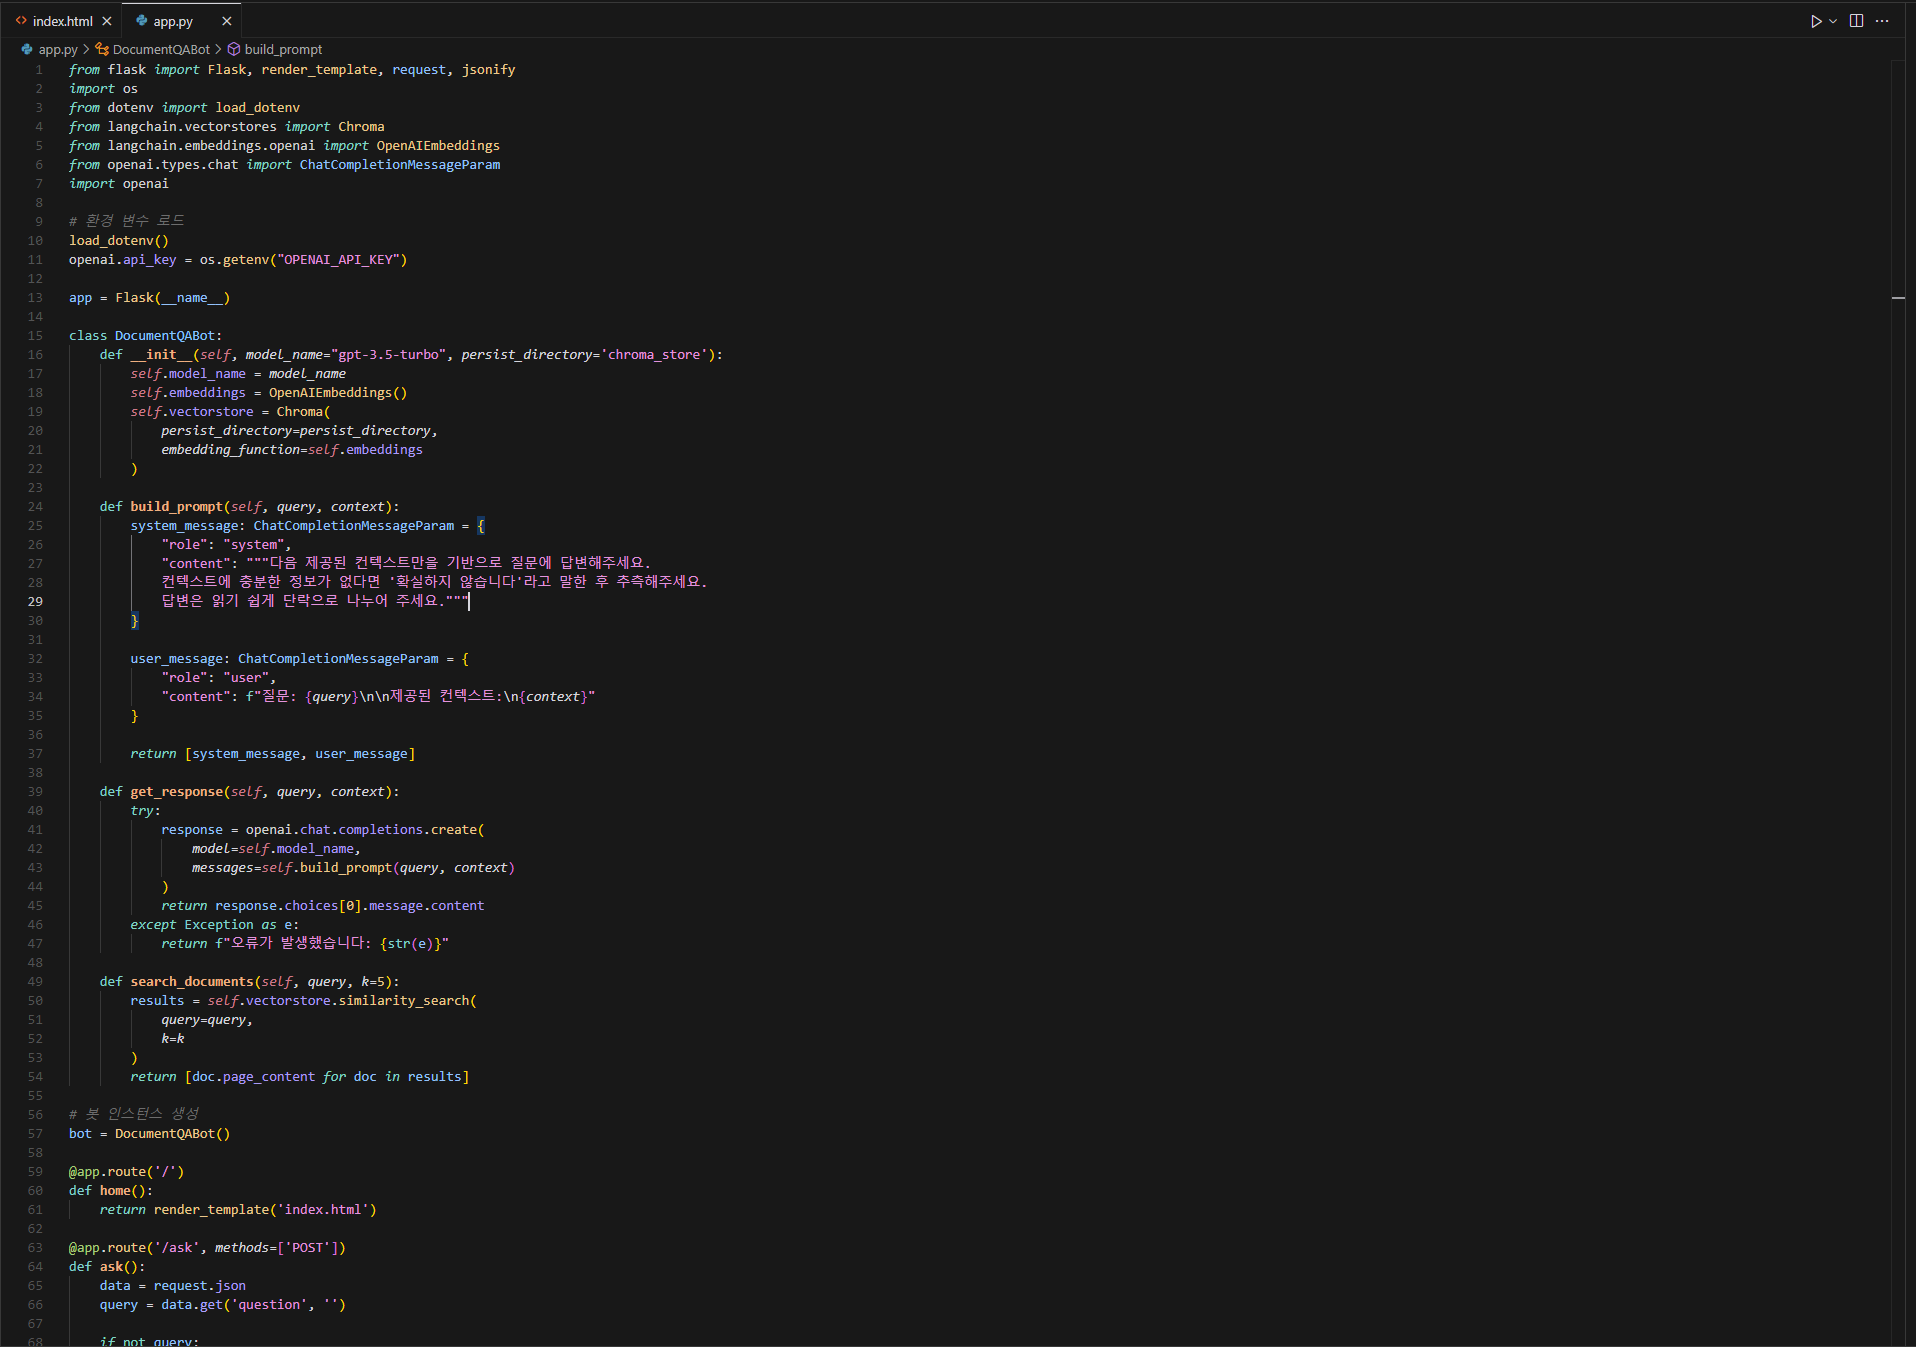 index.html
app.py
app.py > DocumentQABot > build_prompt
1 from flask import Flask, render_template, request, jsonify
2 import os
3 from dotenv import load_dotenv
4 from langchain.vectorstores import Chroma
5 from langchain.embeddings.openai import OpenAIEmbeddings
6 from openai.types.chat import ChatCompletionMessageParam
7 import openai
8
9 # 환경 변수 로드
10 load_dotenv()
11 openai.api_key = os.getenv("OPENAI_API_KEY")
12
13 app = Flask(__name__)
14
15 class DocumentQABot:
16     def __init__(self, model_name="gpt-3.5-turbo", persist_directory='chroma_store'):
17         self.model_name = model_name
18         self.embeddings = OpenAIEmbeddings()
19         self.vectorstore = Chroma(
20             persist_directory=persist_directory,
21             embedding_function=self.embeddings
22         )
23
24     def build_prompt(self, query, context):
25         system_message: ChatCompletionMessageParam = {
26             "role": "system",
27             "content": """다음 제공된 컨텍스트만을 기반으로 질문에 답변해주세요.
28             컨텍스트에 충분한 정보가 없다면 '확실하지 않습니다'라고 말한 후 추측해주세요.
29             답변은 읽기 쉽게 단락으로 나누어 주세요."""
30         }
31
32         user_message: ChatCompletionMessageParam = {
33             "role": "user",
34             "content": f"질문: {query}\n\n제공된 컨텍스트:\n{context}"
35         }
36
37         return [system_message, user_message]
38
39     def get_response(self, query, context):
40         try:
41             response = openai.chat.completions.create(
42                 model=self.model_name,
43                 messages=self.build_prompt(query, context)
44             )
45             return response.choices[0].message.content
46         except Exception as e:
47             return f"오류가 발생했습니다: {str(e)}"
48
49     def search_documents(self, query, k=5):
50         results = self.vectorstore.similarity_search(
51             query=query,
52             k=k
53         )
54         return [doc.page_content for doc in results]
55
56 # 봇 인스턴스 생성
57 bot = DocumentQABot()
58
59 @app.route('/')
60 def home():
61     return render_template('index.html')
62
63 @app.route('/ask', methods=['POST'])
64 def ask():
65     data = request.json
66     query = data.get('question', '')
67
68     if not query: